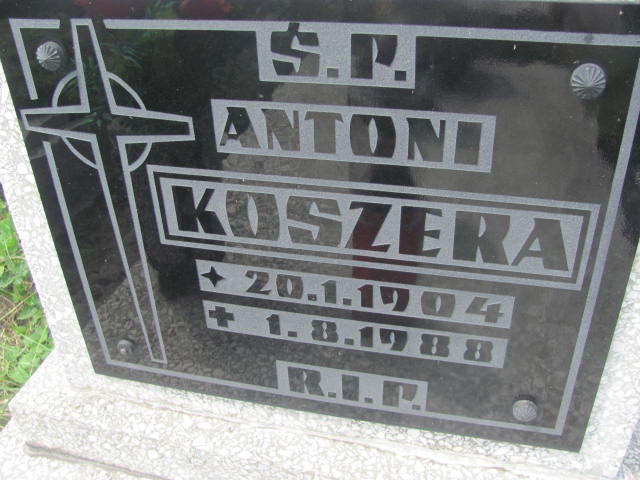 Ś.P.
ANTONI
KOSZERA
✦ 20.1.1904
✝ 1.8.1988
R.I.P.